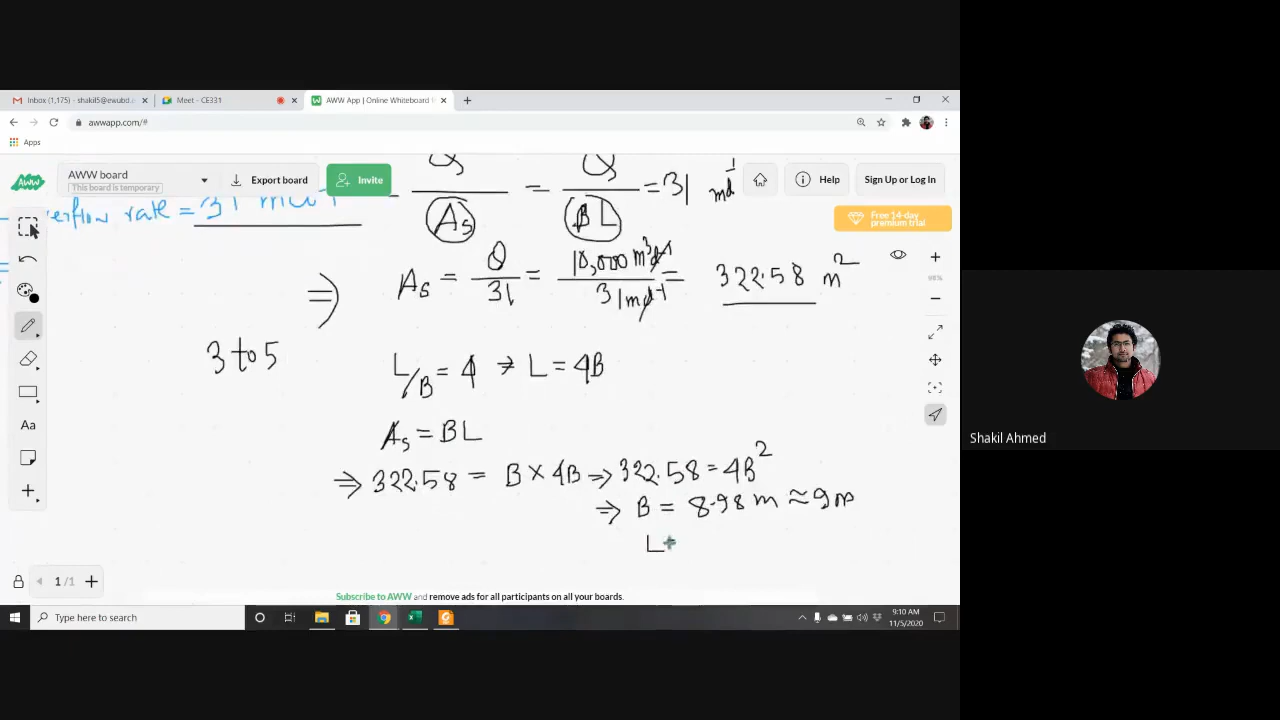 Inbox (1,175) - shakil5@ewubd.
Meet - CE331
AWW App | Online Whiteboard
awwapp.com/#
Apps
AWW board
This board is temporary
Export board
Invite
Help
Sign Up or Log In
Free 14-day premium trial
98%
erflow rate = 31
Q/As = Q/BL = 31 md^-1
⇒ As = Q/31 = 10,000 m³d^-1/31 md^-1 = 322.58 m²
3 to 5
L/B = 4 → L = 4B
As = BL
⇒ 322.58 = B × 4B ⇒ 322.58 = 4B²
⇒ B = 8.98 m ≈ 9 m
L
Aa
1 / 1
Subscribe to AWW and remove ads for all participants on all your boards.
Type here to search
9:10 AM
11/5/2020
Shakil Ahmed